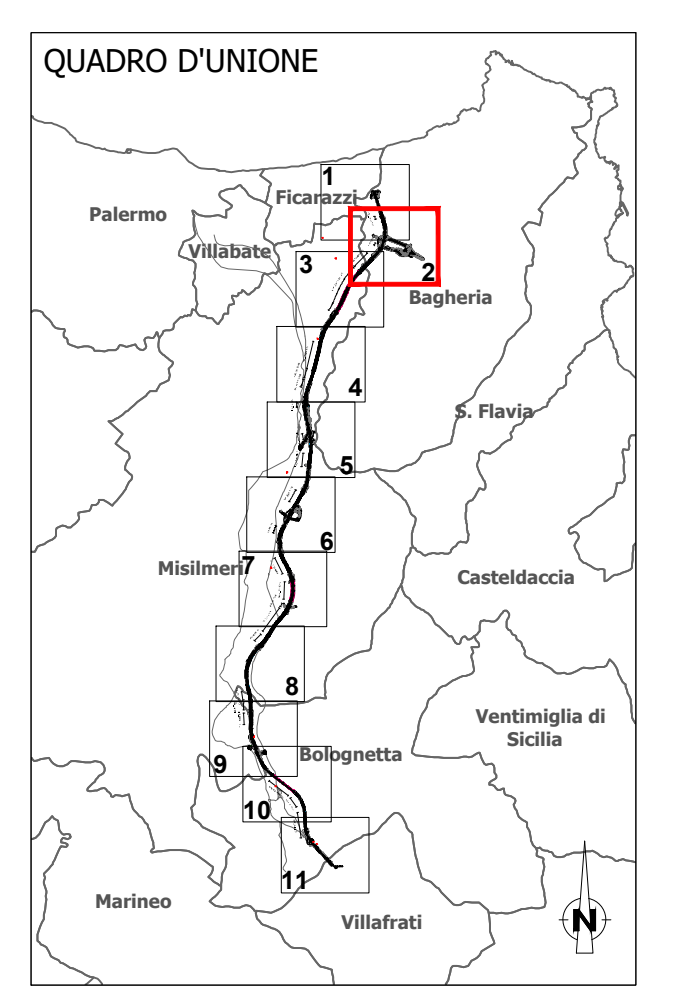 QUADRO D'UNIONE
1
Ficarazzi
Palermo
Villabate
3
2
Bagheria
4
S. Flavia
5
6
7
Misilmeri
Casteldaccia
8
Ventimiglia di
Sicilia
Bolognetta
9
10
11
Marineo
Villafrati
N